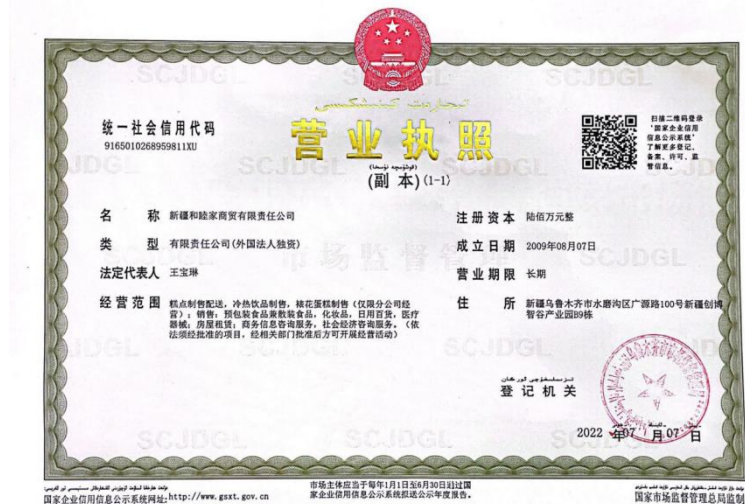 تىجارەت كىنىشكىسى
统一社会信用代码
91650102689598​11XU
营业执照
(副 本)(1-1)
扫描二维码登录
‘国家企业信用
信息公示系统’
了解更多登记、
备案、许可、监
管信息。
名 称 新疆和睦家商贸有限责任公司
类 型 有限责任公司(外国法人独资)
法定代表人 王宝琳
经营范围 糕点制售配送,冷热饮品制售,裱花蛋糕制售(仅限分公司经
营);销售:预包装食品兼散装食品,化妆品,日用百货,医疗
器械;房屋租赁;商务信息咨询服务,社会经济咨询服务。(依
法须经批准的项目,经相关部门批准后方可开展经营活动)
注册资本 陆佰万元整
成立日期 2009年08月07日
营业期限 长期
住 所 新疆乌鲁木齐市水磨沟区广源路100号新疆创博
智谷产业园B9栋
市场监督管理
SCJDGL
登记机关
2022 年07 月07 日
国家企业信用信息公示系统网址:http://www.gsxt.gov.cn
市场主体应当于每年1月1日至6月30日通过国
家企业信用信息公示系统报送公示年度报告。
国家市场监督管理总局监制